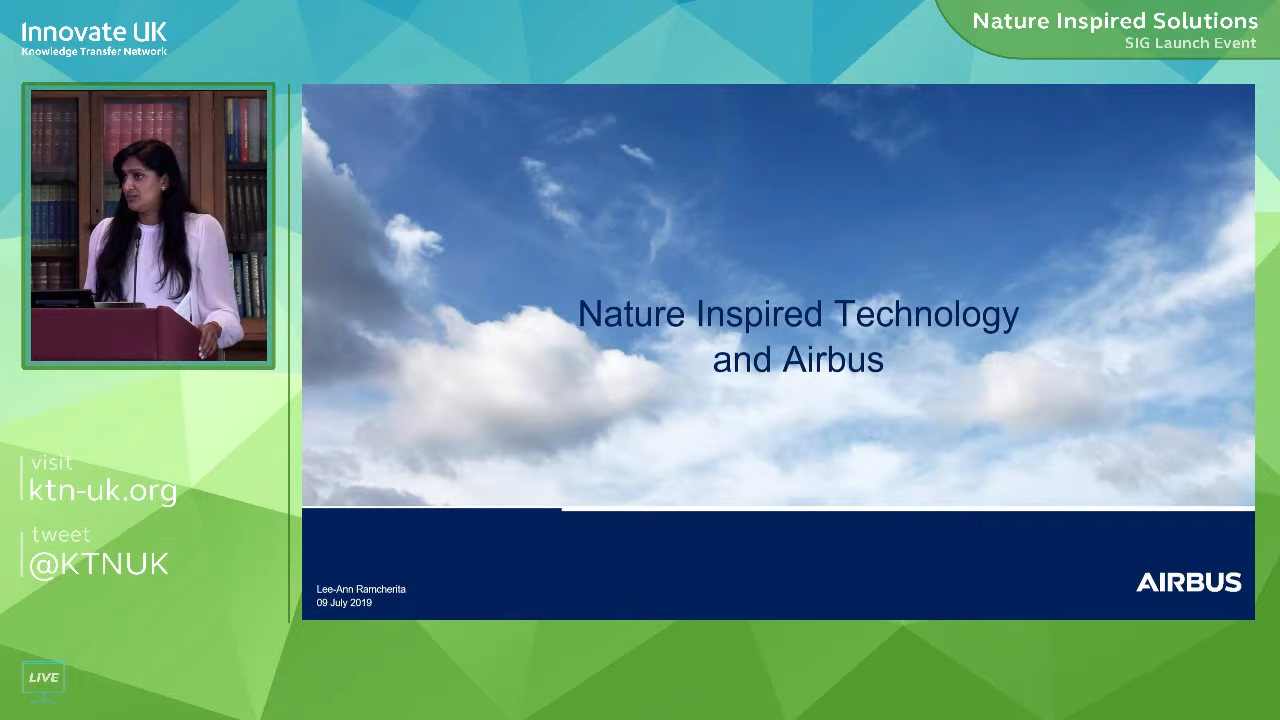 Innovate UK
Knowledge Transfer Network
Nature Inspired Solutions
SIG Launch Event
Nature Inspired Technology
and Airbus
visit
ktn-uk.org
tweet
@KTNUK
Lee-Ann Ramcherita
09 July 2019
AIRBUS
LIVE